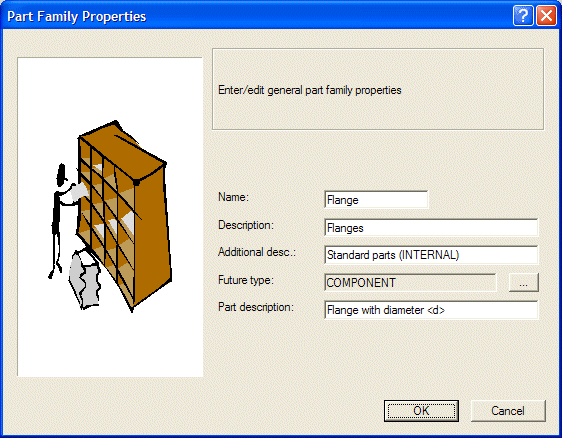 Part Family Properties
?
Enter/edit general part family properties
Name: Flange
Description: Flanges
Additional desc.: Standard parts (INTERNAL)
Future type: COMPONENT ...
Part description: Flange with diameter <d>
OK Cancel